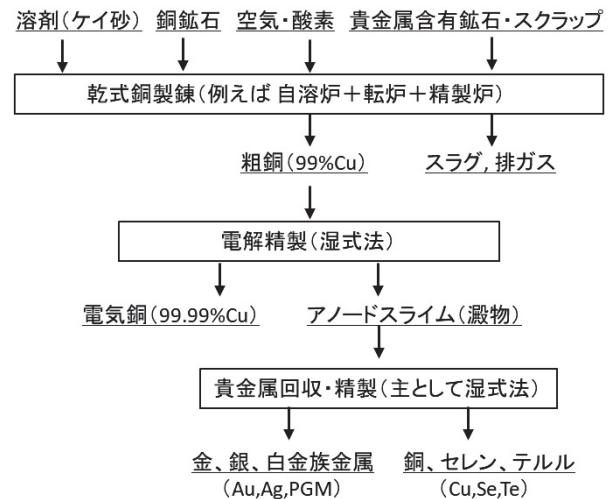 溶剤(ケイ砂) 銅鉱石 空気・酸素 貴金属含有鉱石・スクラップ
乾式銅製錬(例えば 自溶炉+転炉+精製炉)
粗銅(99%Cu) スラグ, 排ガス
電解精製(湿式法)
電気銅(99.99%Cu) アノードスライム(澱物)
貴金属回収・精製(主として湿式法)
金、銀、白金族金属 銅、セレン、テルル
(Au,Ag,PGM) (Cu,Se,Te)